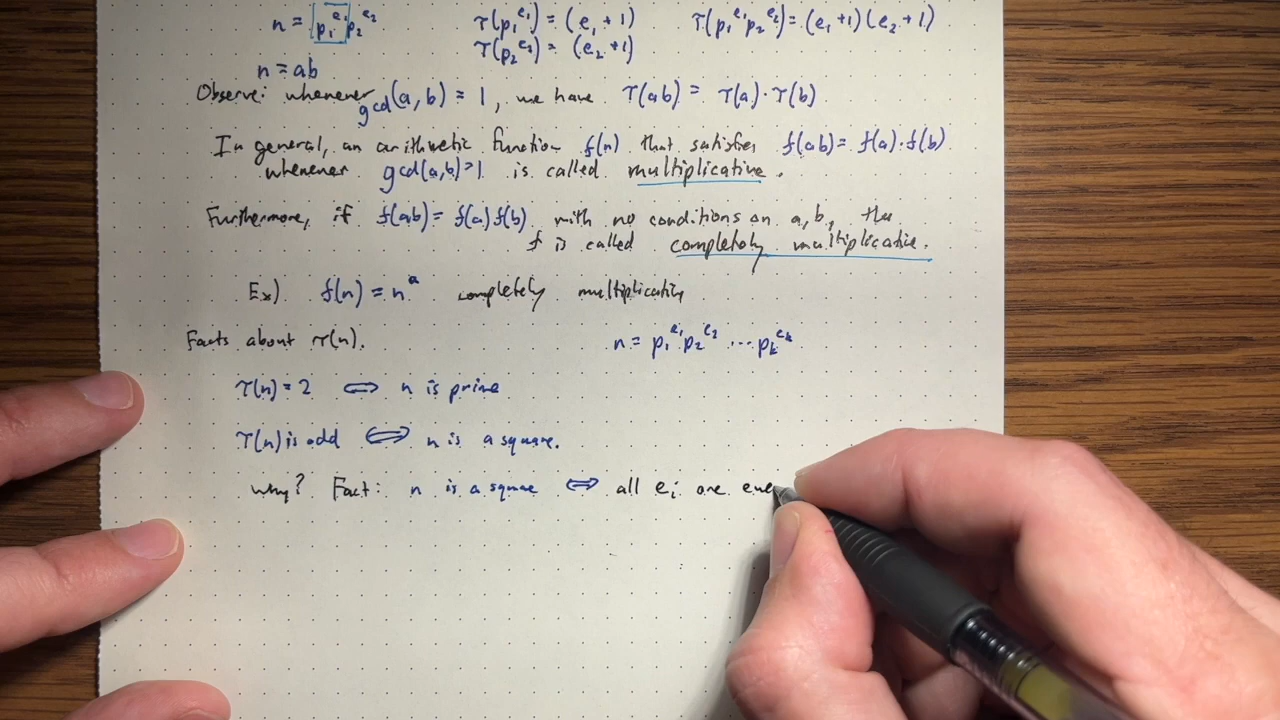 n = p₁^e₁ p₂^e₂ τ(p₁^e₁) = (e₁+1) τ(p₁^e₁ p₂^e₂) = (e₁+1)(e₂+1)
τ(p₂^e₂) = (e₂+1)
n = ab
Observe: whenever gcd(a,b) = 1, we have τ(ab) = τ(a)·τ(b)
In general, an arithmetic function f(n) that satisfies f(ab) = f(a)·f(b)
whenever gcd(a,b)=1 is called multiplicative.
Furthermore, if f(ab) = f(a)f(b) with no conditions on a,b, the
f is called completely multiplicative.
Ex) f(n) = n^a completely multiplicative
Facts about τ(n). n = p₁^e₁ p₂^e₂ ··· pₖ^eₖ
τ(n) = 2 ⟺ n is prime
τ(n) is odd ⟺ n is a square.
Why? Fact: n is a square ⟺ all eᵢ are eve